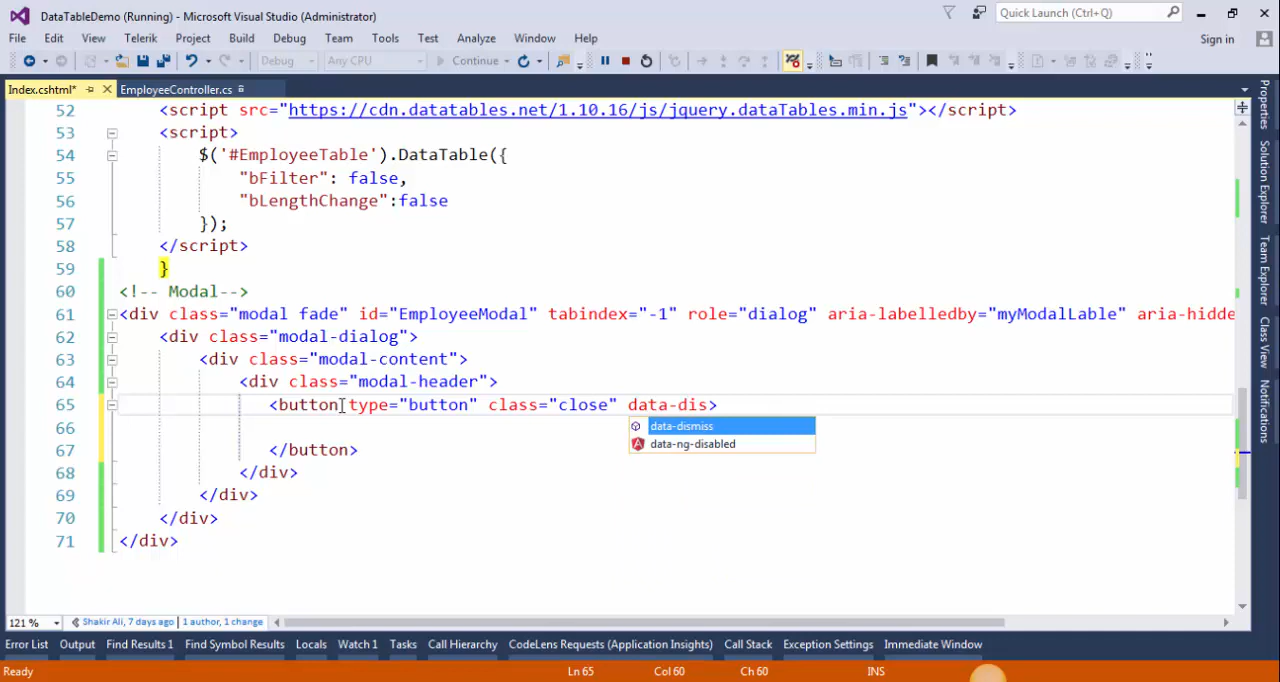 DataTableDemo (Running) - Microsoft Visual Studio (Administrator)
Quick Launch (Ctrl+Q)
File Edit View Telerik Project Build Debug Team Tools Test Analyze Window Help
Sign in
Debug Any CPU Continue
Index.cshtml* EmployeeController.cs
52 <script src="https://cdn.datatables.net/1.10.16/js/jquery.dataTables.min.js"></script>
53 <script>
54 $('#EmployeeTable').DataTable({
55 "bFilter": false,
56 "bLengthChange":false
57 });
58 </script>
59 }
60 <!-- Modal-->
61 <div class="modal fade" id="EmployeeModal" tabindex="-1" role="dialog" aria-labelledby="myModalLable" aria-hidde
62 <div class="modal-dialog">
63 <div class="modal-content">
64 <div class="modal-header">
65 <button type="button" class="close" data-dis>
data-dismiss
66
data-ng-disabled
67 </button>
68 </div>
69 </div>
70 </div>
71 </div>
Properties
Solution Explorer
Team Explorer
Class View
Notifications
121 % Shakir Ali, 7 days ago | 1 author, 1 change
Error List Output Find Results 1 Find Symbol Results Locals Watch 1 Tasks Call Hierarchy CodeLens Requests (Application Insights) Call Stack Exception Settings Immediate Window
Ready Ln 65 Col 60 Ch 60 INS